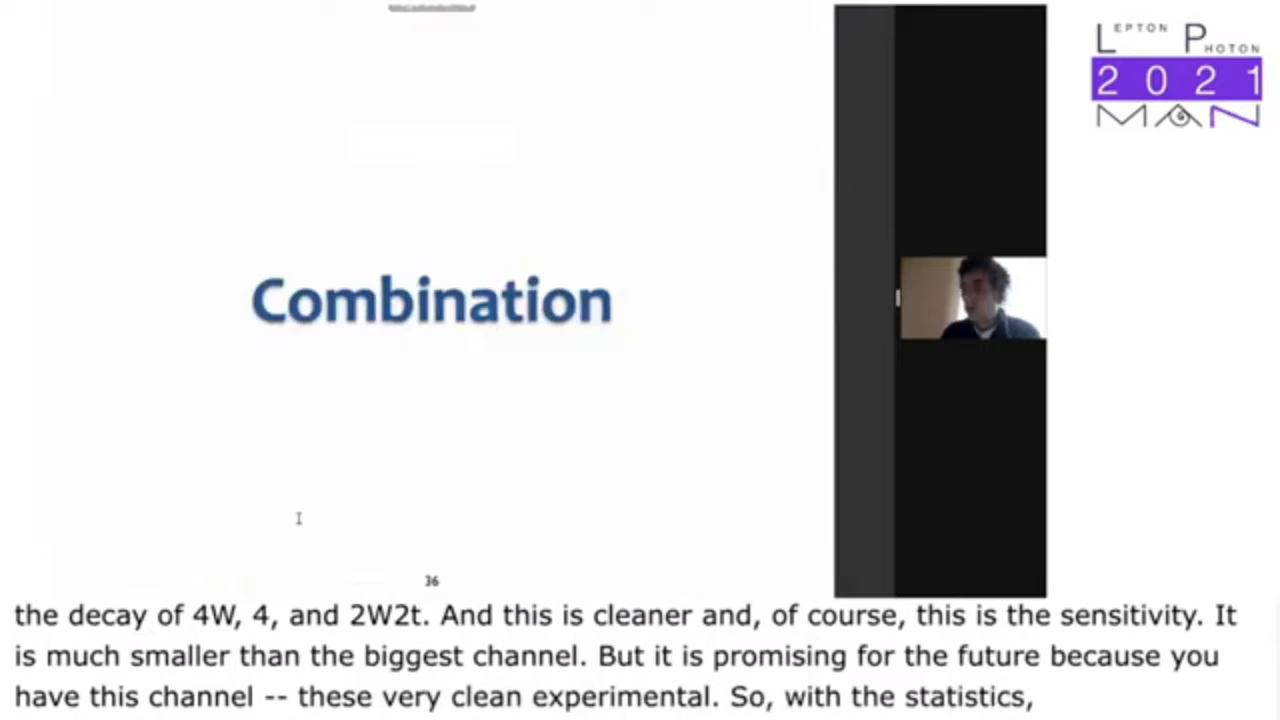 LEPTON PHOTON
2021
MAN
Combination
36
the decay of 4W, 4, and 2W2t. And this is cleaner and, of course, this is the sensitivity. It
is much smaller than the biggest channel. But it is promising for the future because you
have this channel -- these very clean experimental. So, with the statistics,